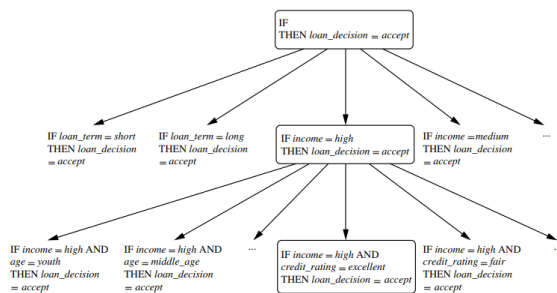 IF
THEN loan_decision = accept
IF loan_term = short
THEN loan_decision
= accept
IF loan_term = long
THEN loan_decision
= accept
IF income = high
THEN loan_decision = accept
IF income = medium
THEN loan_decision
= accept
...
IF income = high AND
age = youth
THEN loan_decision
= accept
IF income = high AND
age = middle_age
THEN loan_decision
= accept
...
IF income = high AND
credit_rating = excellent
THEN loan_decision = accept
IF income = high AND
credit_rating = fair
THEN loan_decision
= accept
...